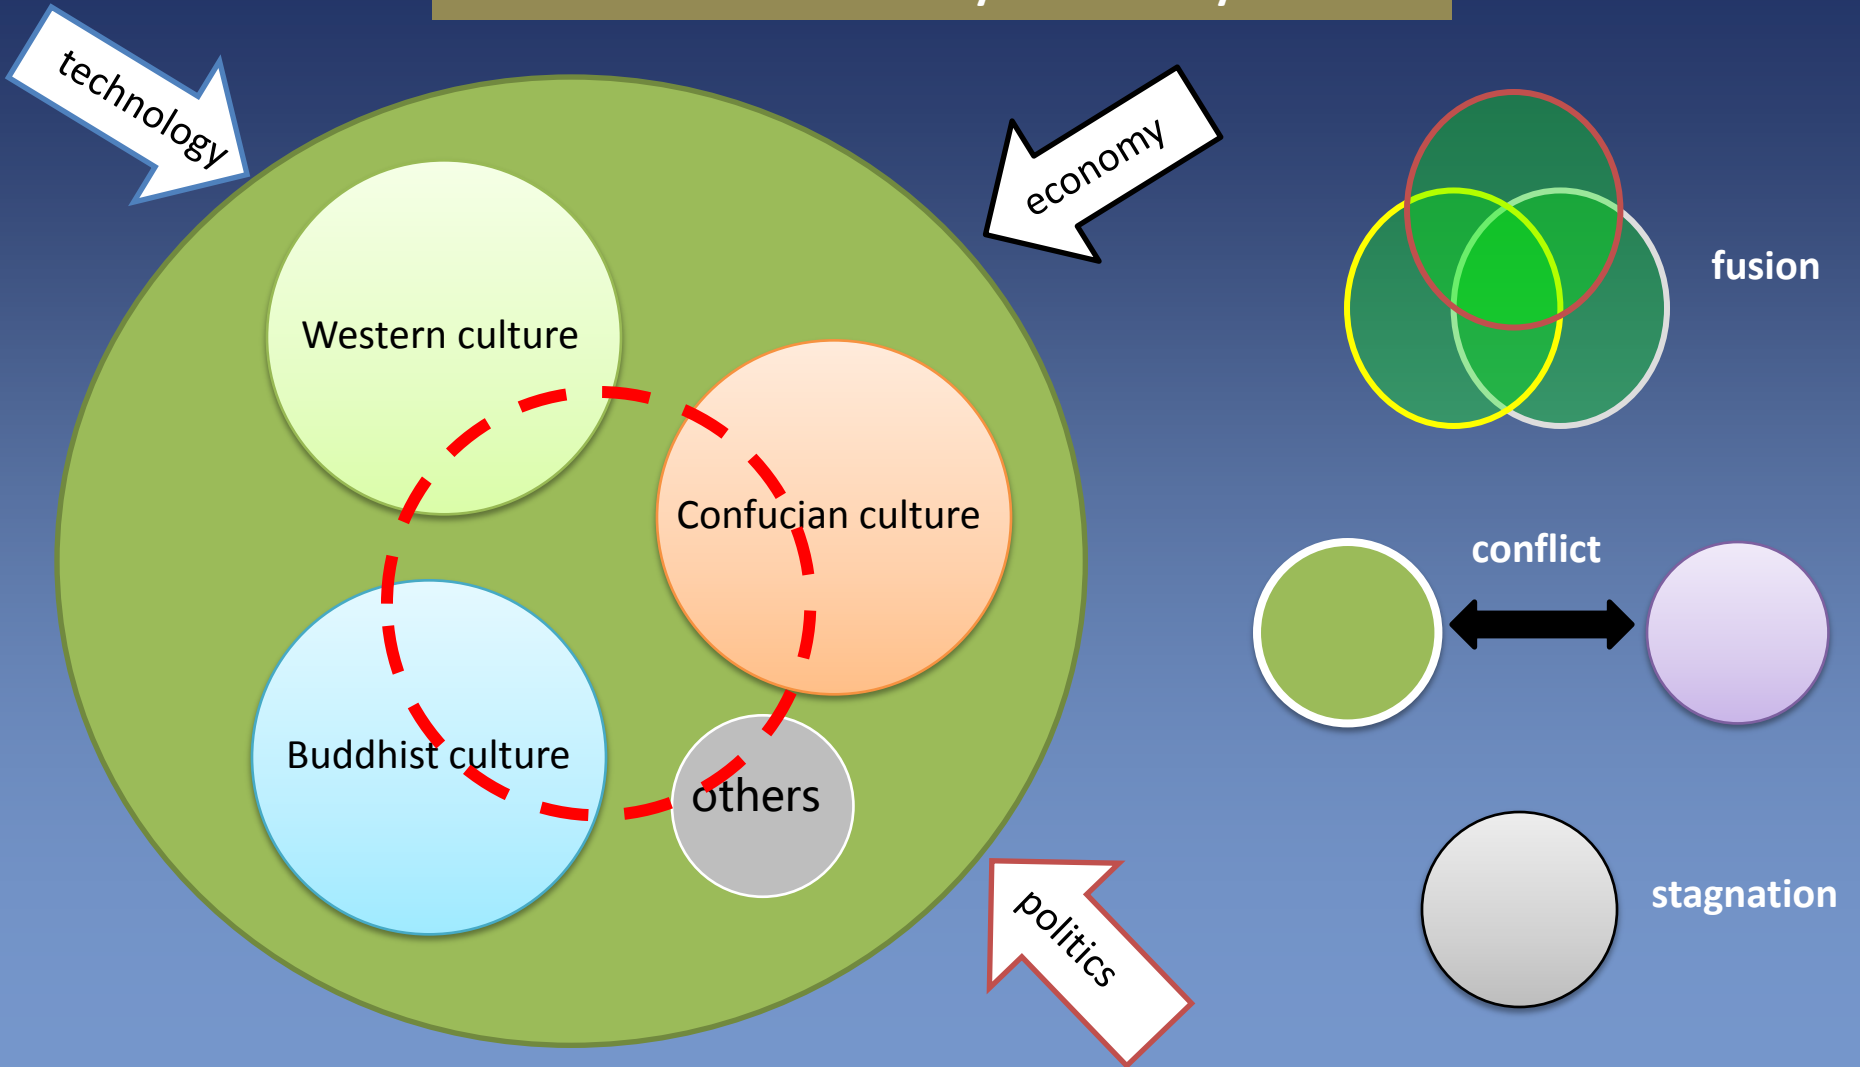 technology
economy
Western culture
Confucian culture
Buddhist culture
others
politics
fusion
conflict
stagnation